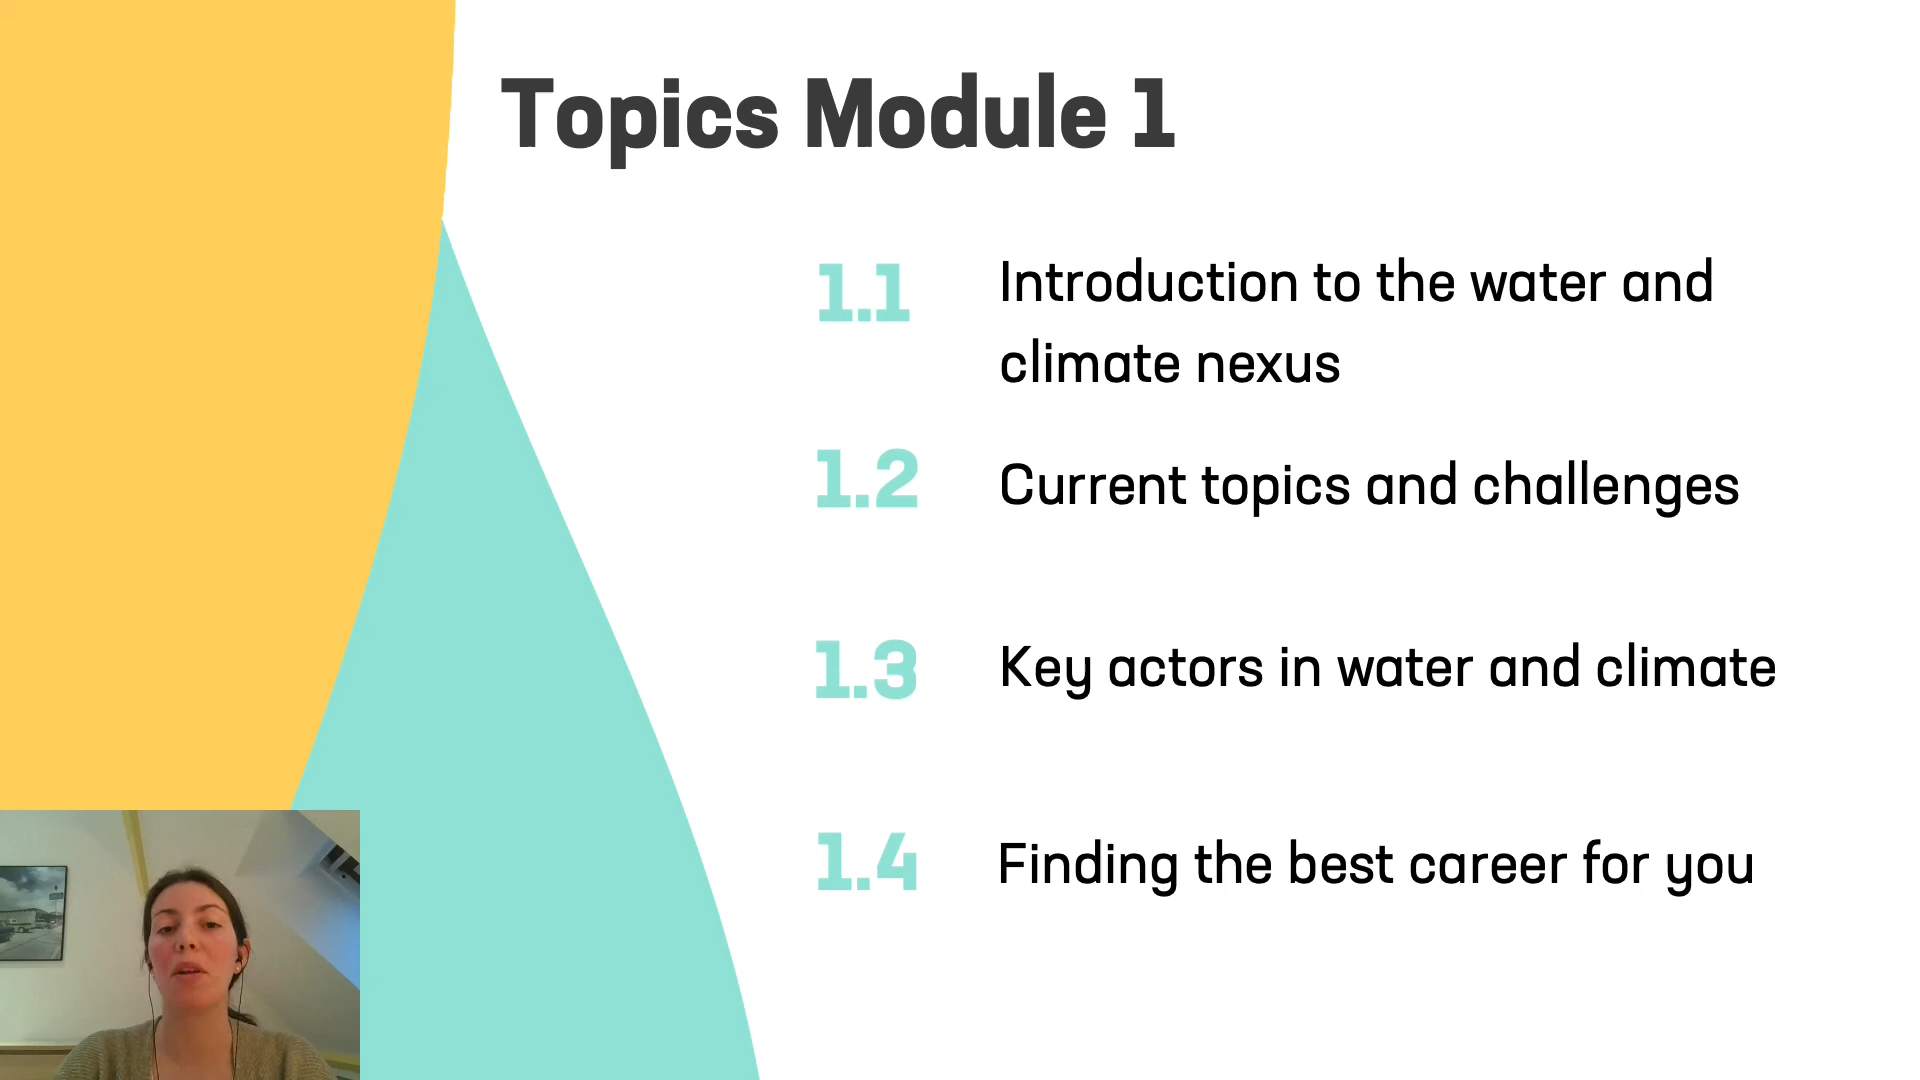 Topics Module 1
1.1 Introduction to the water and
climate nexus
1.2 Current topics and challenges
1.3 Key actors in water and climate
1.4 Finding the best career for you